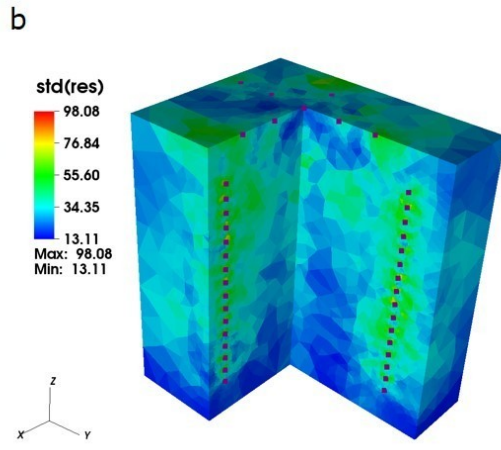 b
std(res)
98.08
76.84
55.60
34.35
13.11
Max: 98.08
Min: 13.11
Z
X
Y